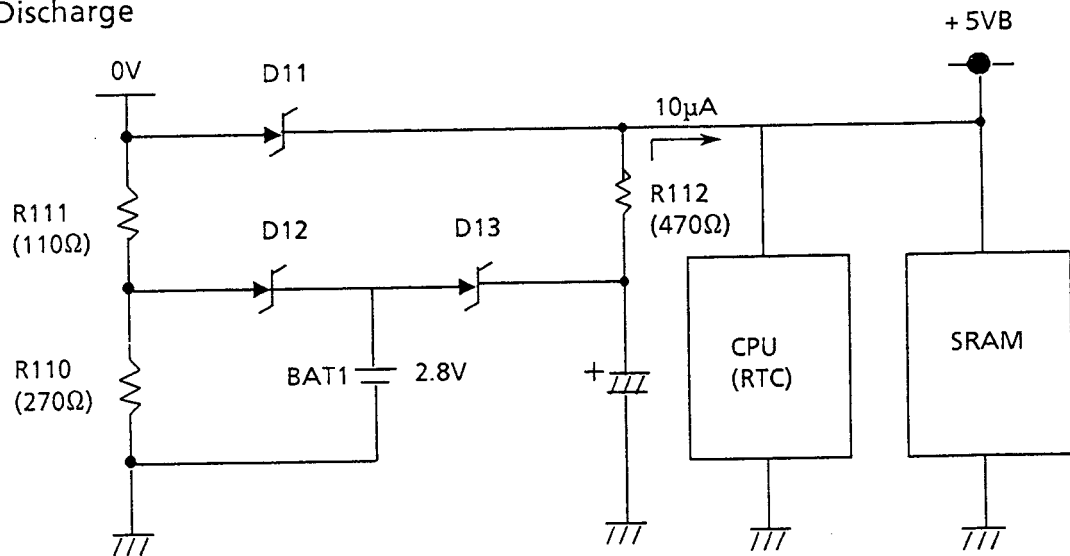 Discharge
+5VB
0V
D11
10μA
R111
(110Ω)
D12
D13
R112
(470Ω)
R110
(270Ω)
BAT1
2.8V
+
CPU
(RTC)
SRAM